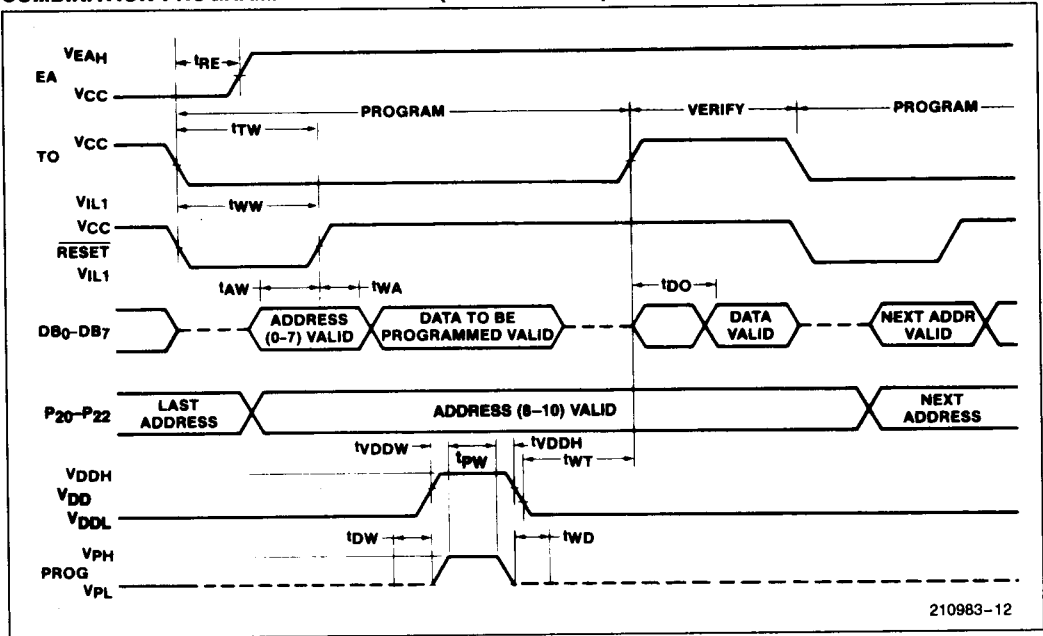 VEAH
EA
VCC
tRE
PROGRAM
VERIFY
PROGRAM
tTW
TO
VCC
VIL1
tWW
VCC
RESET
VIL1
tAW
tWA
tDO
DB0–DB7
ADDRESS
(0-7) VALID
DATA TO BE
PROGRAMMED VALID
DATA
VALID
NEXT ADDR
VALID
P20–P22
LAST
ADDRESS
ADDRESS (8–10) VALID
NEXT
ADDRESS
tVDDW
tPW
tVDDH
tWT
VDDH
VDD
VDDL
tDW
tWD
VPH
PROG
VPL
210983–12